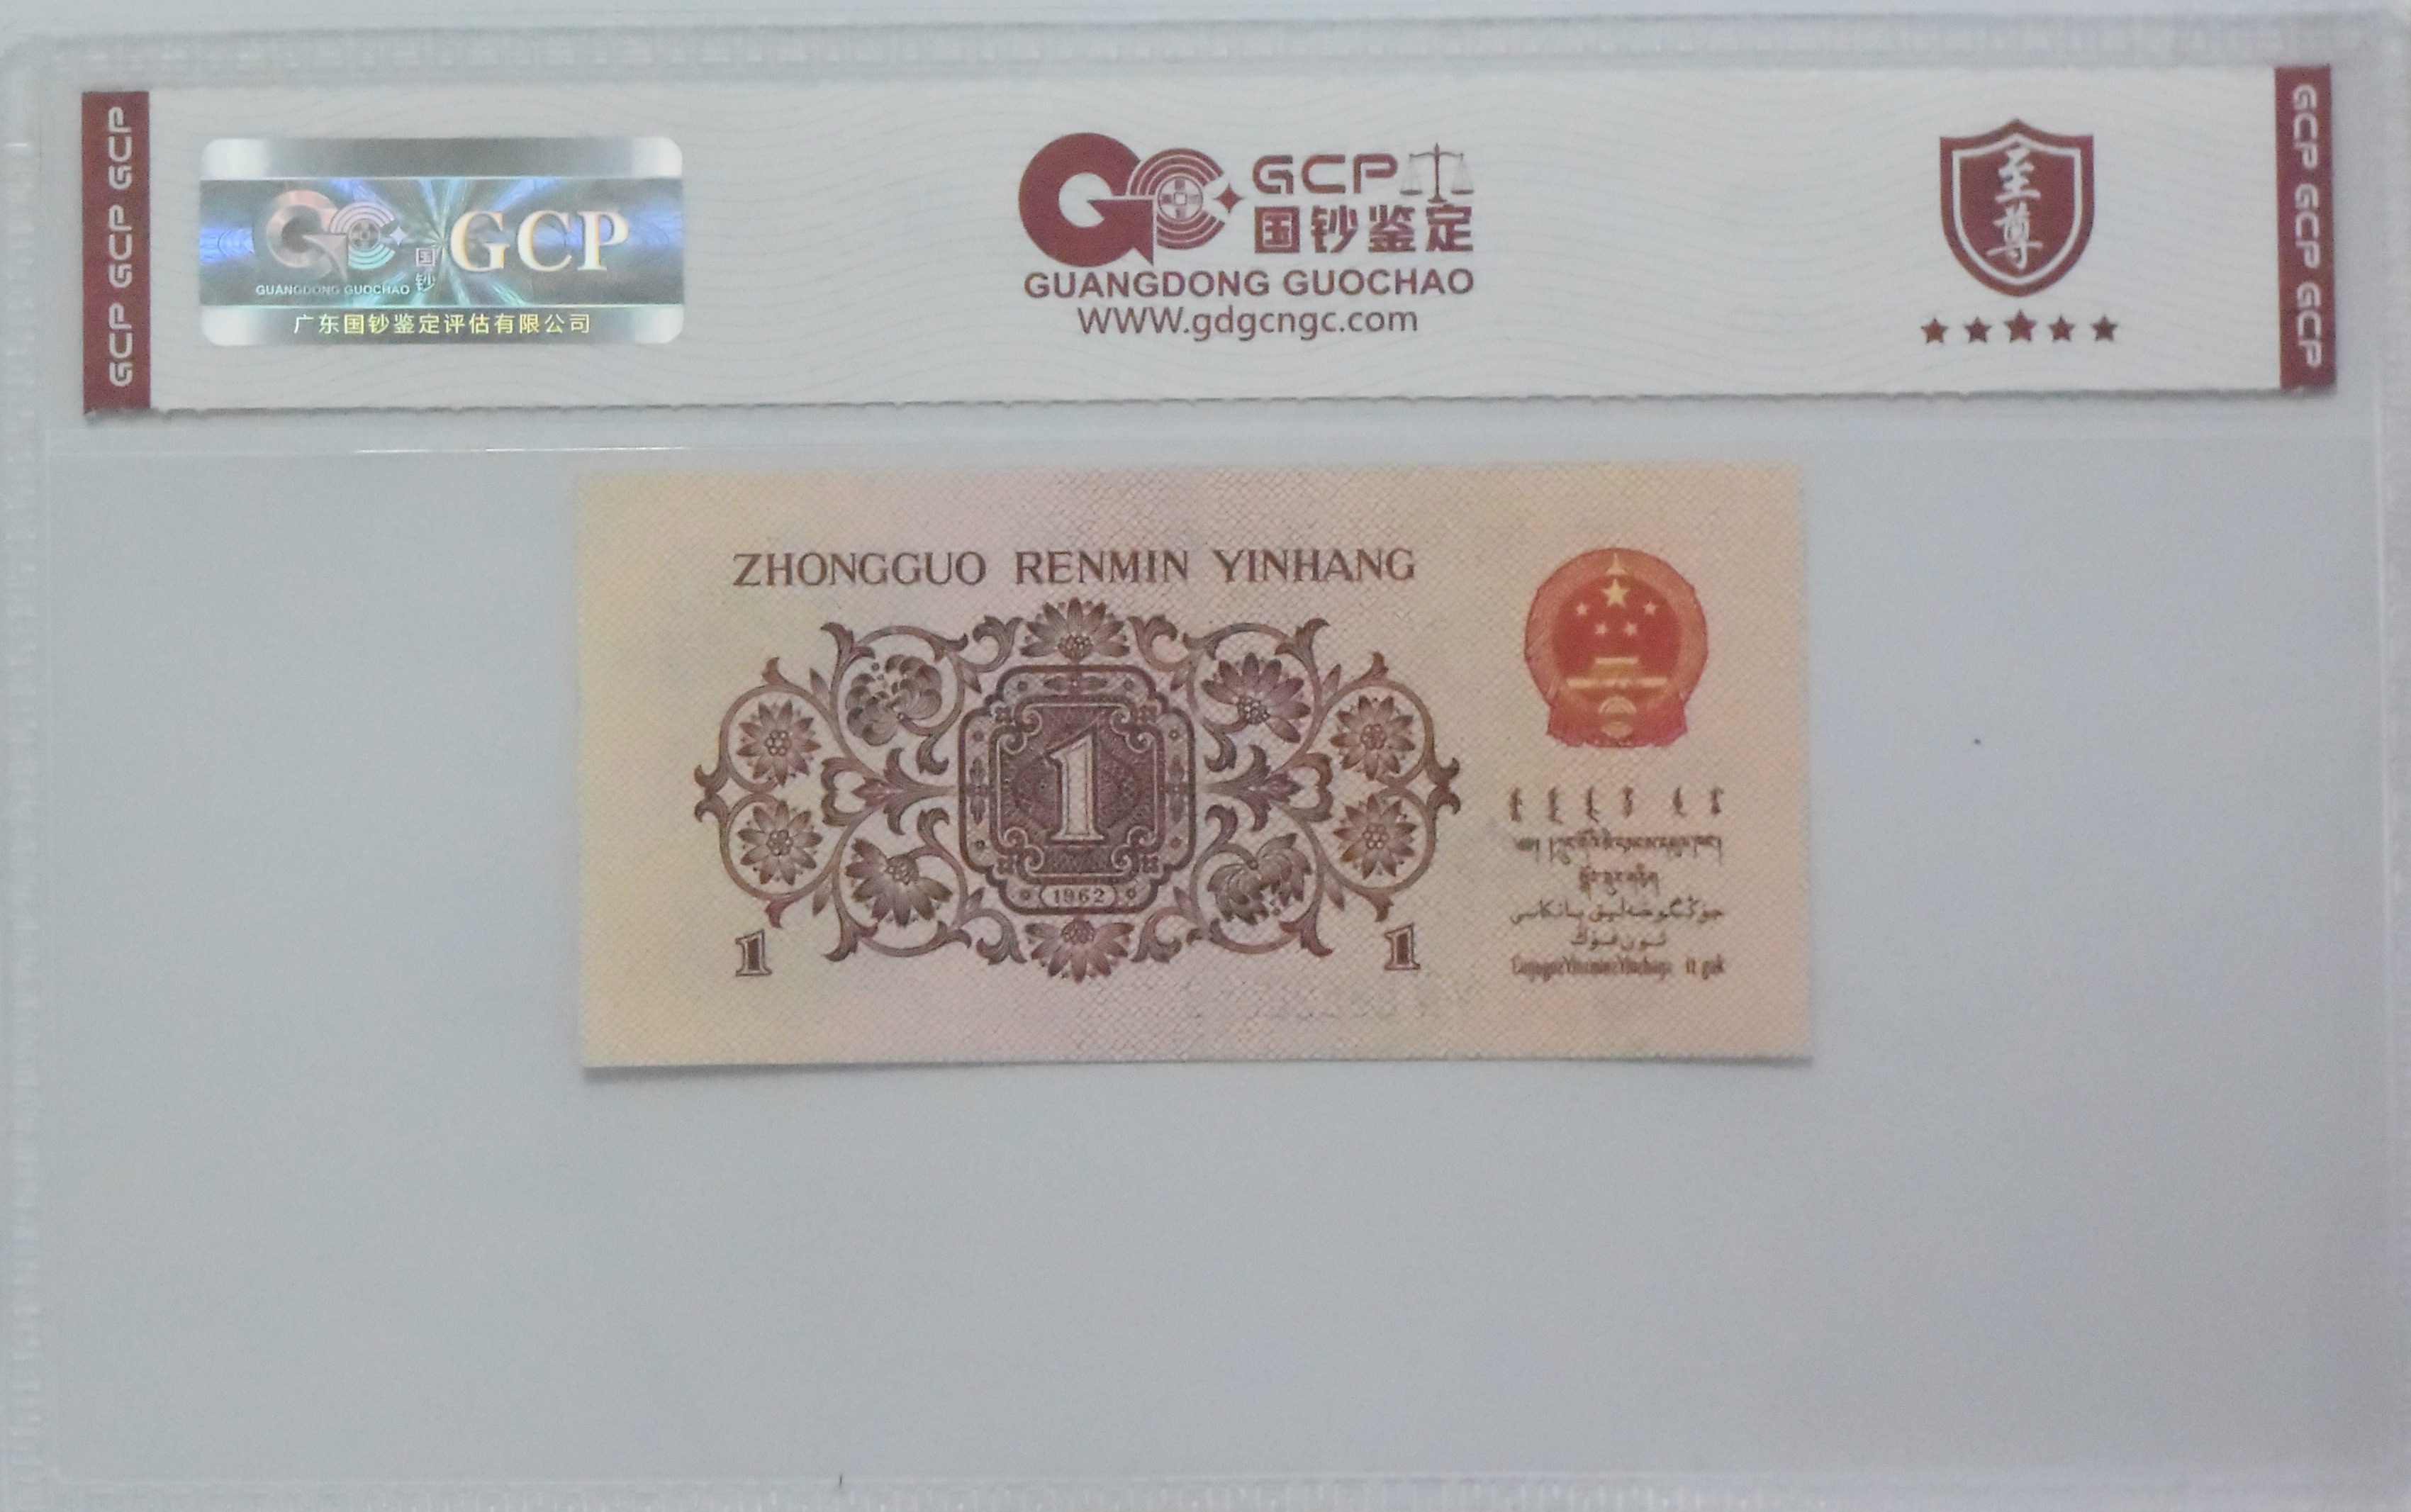 GCP GCP GCP
国钞 GCP
GUANGDONG GUOCHAO
广东国钞鉴定评估有限公司
GCP
国钞鉴定
GUANGDONG GUOCHAO
WWW.gdgcngc.com
至尊
GCP GCP GCP
ZHONGGUO RENMIN YINHANG
1
1962
1 1